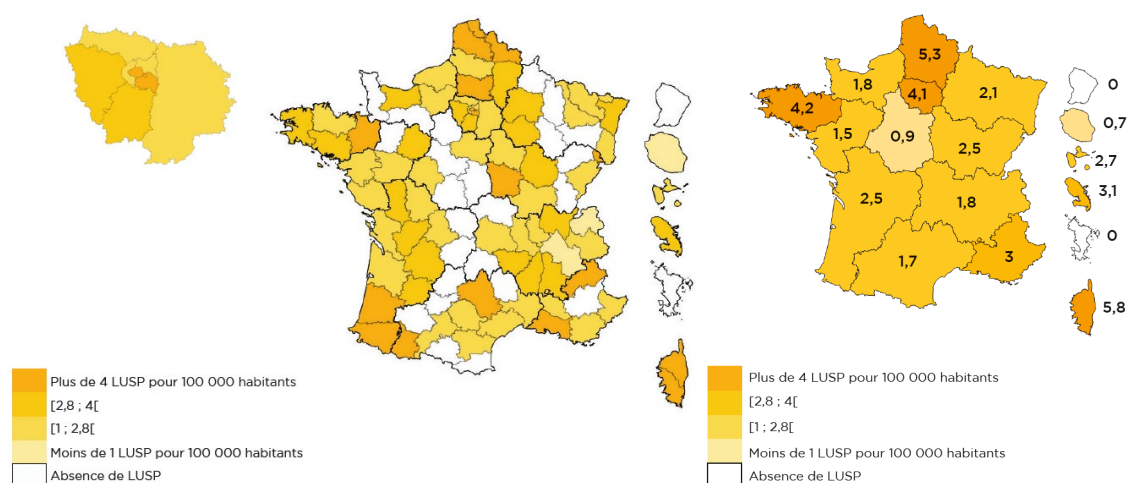 Plus de 4 LUSP pour 100 000 habitants
[2,8 ; 4[
[1 ; 2,8[
Moins de 1 LUSP pour 100 000 habitants
Absence de LUSP
5,3
1,8
4,1
2,1
4,2
1,5
0,9
2,5
2,5
1,8
1,7
3
0
0,7
2,7
3,1
0
5,8
Plus de 4 LUSP pour 100 000 habitants
[2,8 ; 4[
[1 ; 2,8[
Moins de 1 LUSP pour 100 000 habitants
Absence de LUSP